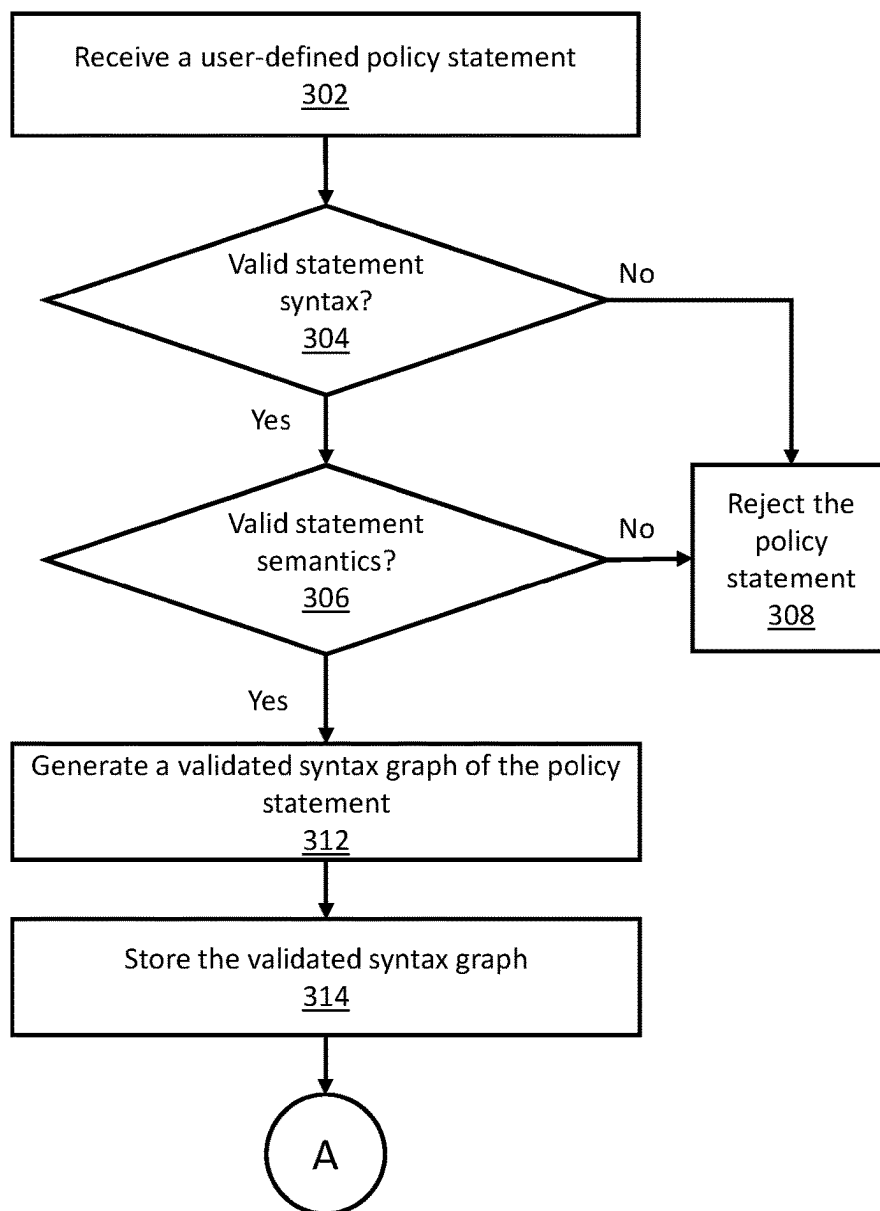 Receive a user-defined policy statement
302
Valid statement
syntax?
304
No
Yes
Valid statement
semantics?
306
No
Reject the
policy
statement
308
Yes
Generate a validated syntax graph of the policy
statement
312
Store the validated syntax graph
314
A